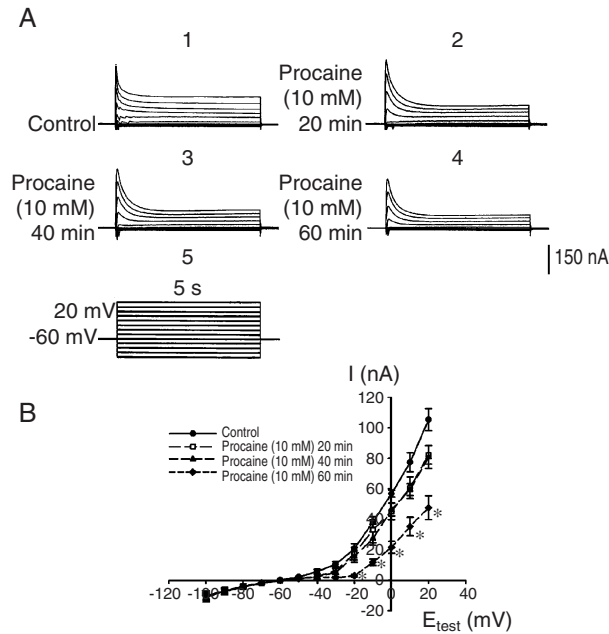 A
1
2
Control
Procaine
(10 mM)
20 min
3
4
Procaine
(10 mM)
40 min
Procaine
(10 mM)
60 min
150 nA
5
5 s
20 mV
-60 mV
B
I (nA)
Control
Procaine (10 mM) 20 min
Procaine (10 mM) 40 min
Procaine (10 mM) 60 min
120
100
80
60
40
20
0
-20
-120 -100 -80 -60 -40 -20 0 20 40
* * * * *
E test (mV)